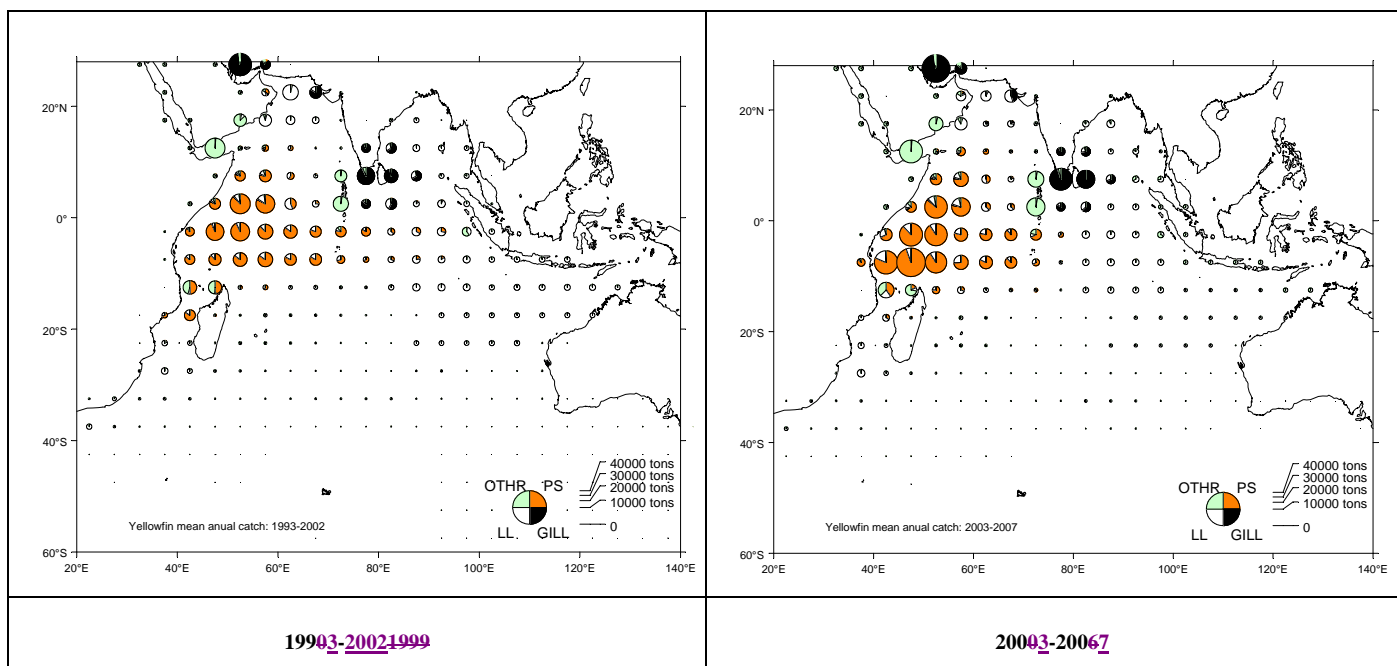 20°N
0°
20°S
40°S
60°S
20°E
40°E
60°E
80°E
100°E
120°E
140°E
40000 tons
30000 tons
20000 tons
10000 tons
0
OTHR PS
LL GILL
Yellowfin mean anual catch: 1993-2002
20°N
0°
20°S
40°S
60°S
20°E
40°E
60°E
80°E
100°E
120°E
140°E
40000 tons
30000 tons
20000 tons
10000 tons
0
OTHR PS
LL GILL
Yellowfin mean anual catch: 2003-2007
19903-20021999
20003-20067